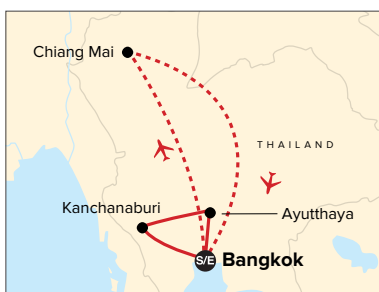 Chiang Mai
THAILAND
Kanchanaburi
Ayutthaya
S/E Bangkok